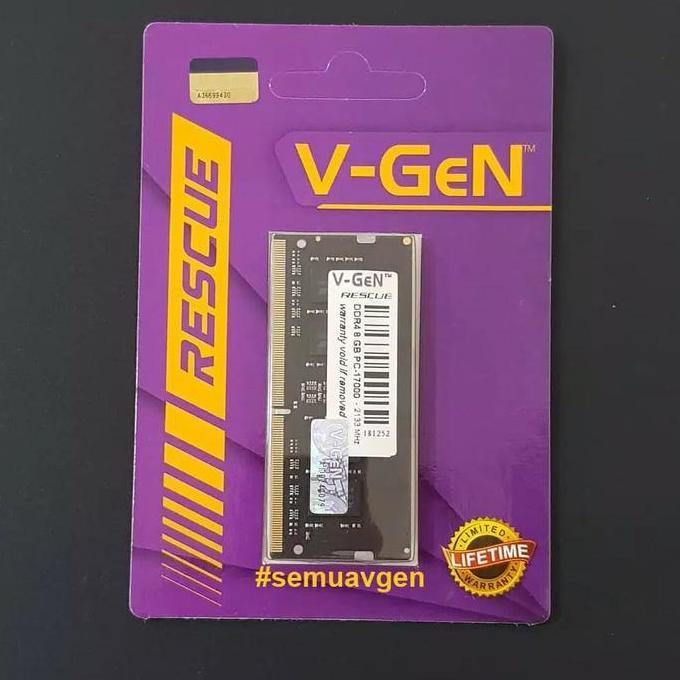 A36699430
RESCUE
V-GeN™
V-GeN™
RESCUE
DDR4 8 GB PC-17000 - 2133 MHz
warranty void if removed
181252
V-GEN
#semuavgen
LIMITED
LIFETIME
WARRANTY